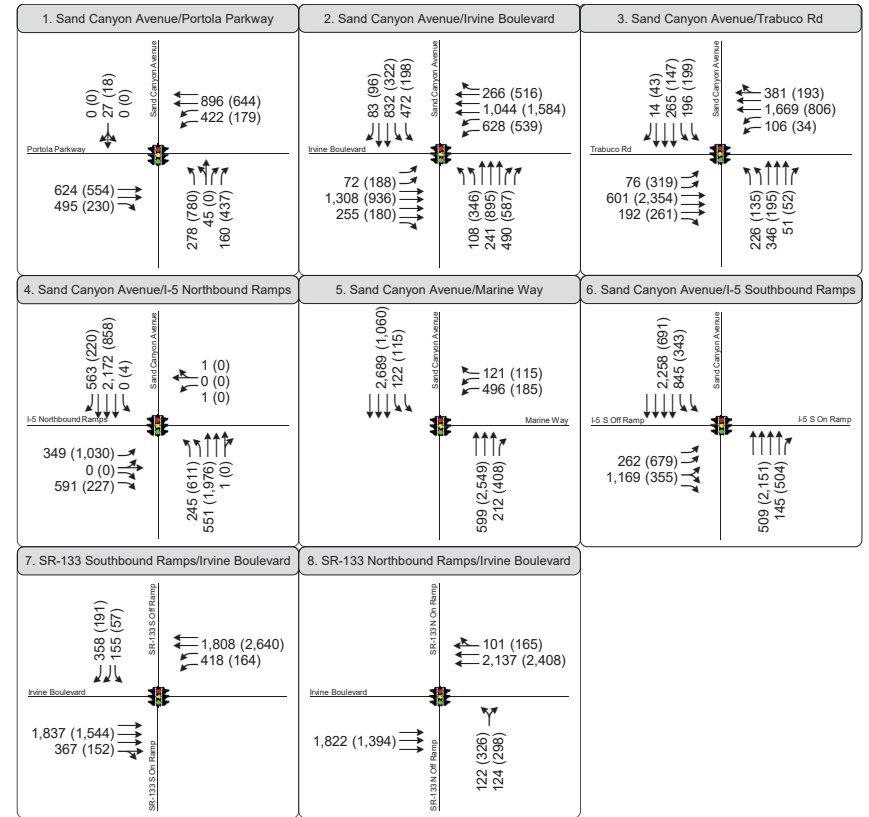 1. Sand Canyon Avenue/Portola Parkway
0 (0)
27 (18)
0 (0)
Sand Canyon Avenue
896 (644)
422 (179)
Portola Parkway
624 (554)
495 (230)
278 (780)
45 (0)
160 (437)
2. Sand Canyon Avenue/Irvine Boulevard
83 (96)
832 (322)
472 (198)
Sand Canyon Avenue
266 (516)
1,044 (1,584)
628 (539)
Irvine Boulevard
72 (188)
1,308 (936)
255 (180)
108 (346)
241 (895)
490 (587)
3. Sand Canyon Avenue/Trabuco Rd
14 (43)
265 (147)
196 (199)
Sand Canyon Avenue
381 (193)
1,669 (806)
106 (34)
Trabuco Rd
76 (319)
601 (2,354)
192 (261)
226 (135)
346 (195)
51 (52)
4. Sand Canyon Avenue/I-5 Northbound Ramps
563 (220)
2,172 (858)
0 (4)
Sand Canyon Avenue
1 (0)
0 (0)
1 (0)
I-5 Northbound Ramps
349 (1,030)
0 (0)
591 (227)
245 (611)
551 (1,976)
1 (0)
5. Sand Canyon Avenue/Marine Way
2,689 (1,060)
122 (115)
Sand Canyon Avenue
121 (115)
496 (185)
Marine Way
599 (2,549)
212 (408)
6. Sand Canyon Avenue/I-5 Southbound Ramps
2,258 (691)
845 (343)
Sand Canyon Avenue
I-5 S Off Ramp
I-5 S On Ramp
262 (679)
1,169 (355)
509 (2,151)
145 (504)
7. SR-133 Southbound Ramps/Irvine Boulevard
358 (191)
155 (57)
SR-133 S Off Ramp
1,808 (2,640)
418 (164)
Irvine Boulevard
1,837 (1,544)
367 (152)
SR-133 S On Ramp
8. SR-133 Northbound Ramps/Irvine Boulevard
SR-133 N On Ramp
101 (165)
2,137 (2,408)
Irvine Boulevard
1,822 (1,394)
SR-133 N Off Ramp
122 (326)
124 (298)